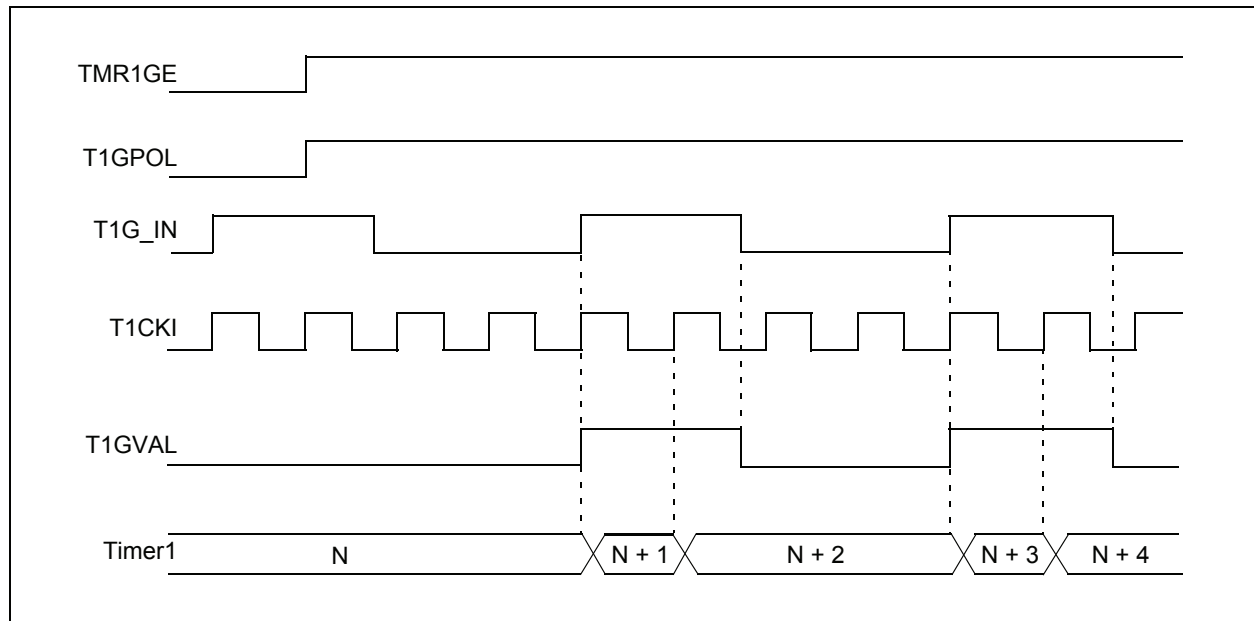 TMR1GE
T1GPOL
T1G_IN
T1CKI
T1GVAL
Timer1 N N + 1 N + 2 N + 3 N + 4